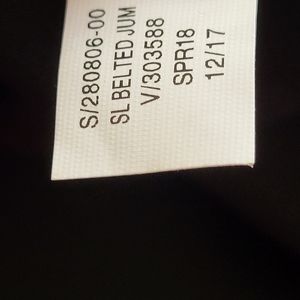 S/280806-00
SL BELTED JUM
V/303588
SPR18
12/17